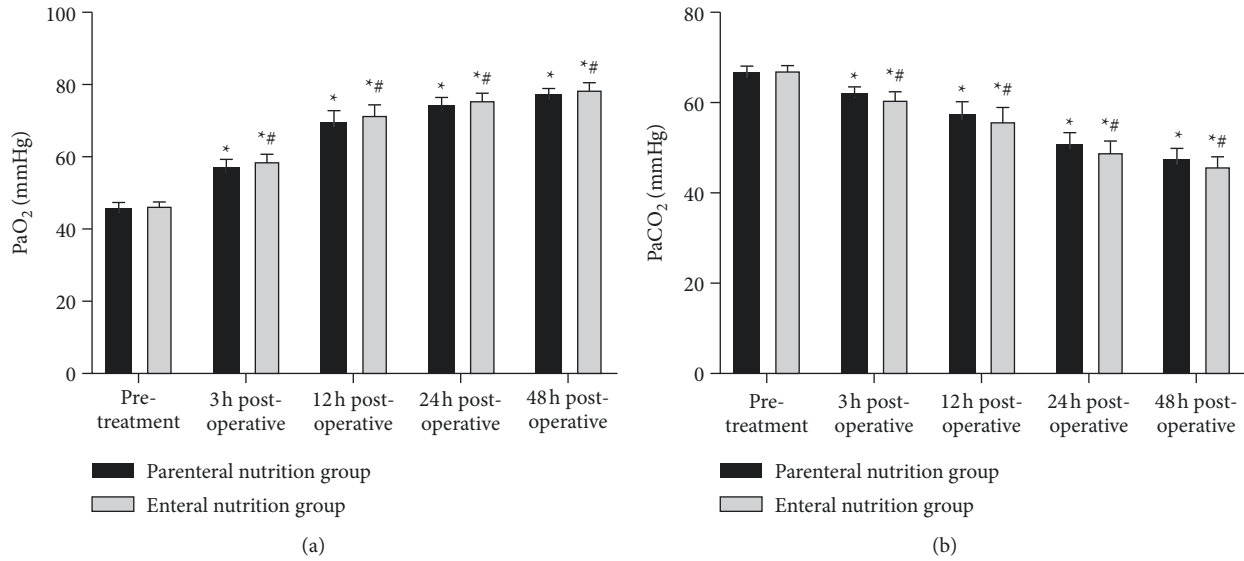 100
80
60
40
20
0
PaO2 (mmHg)
*
*#
*
*#
*
*#
*
*#
Pre-
treatment
3 h post-
operative
12 h post-
operative
24 h post-
operative
48 h post-
operative
Parenteral nutrition group
Enteral nutrition group
(a)
80
60
40
20
0
PaCO2 (mmHg)
*
*#
*
*#
*
*#
*
*#
Pre-
treatment
3 h post-
operative
12 h post-
operative
24 h post-
operative
48 h post-
operative
Parenteral nutrition group
Enteral nutrition group
(b)